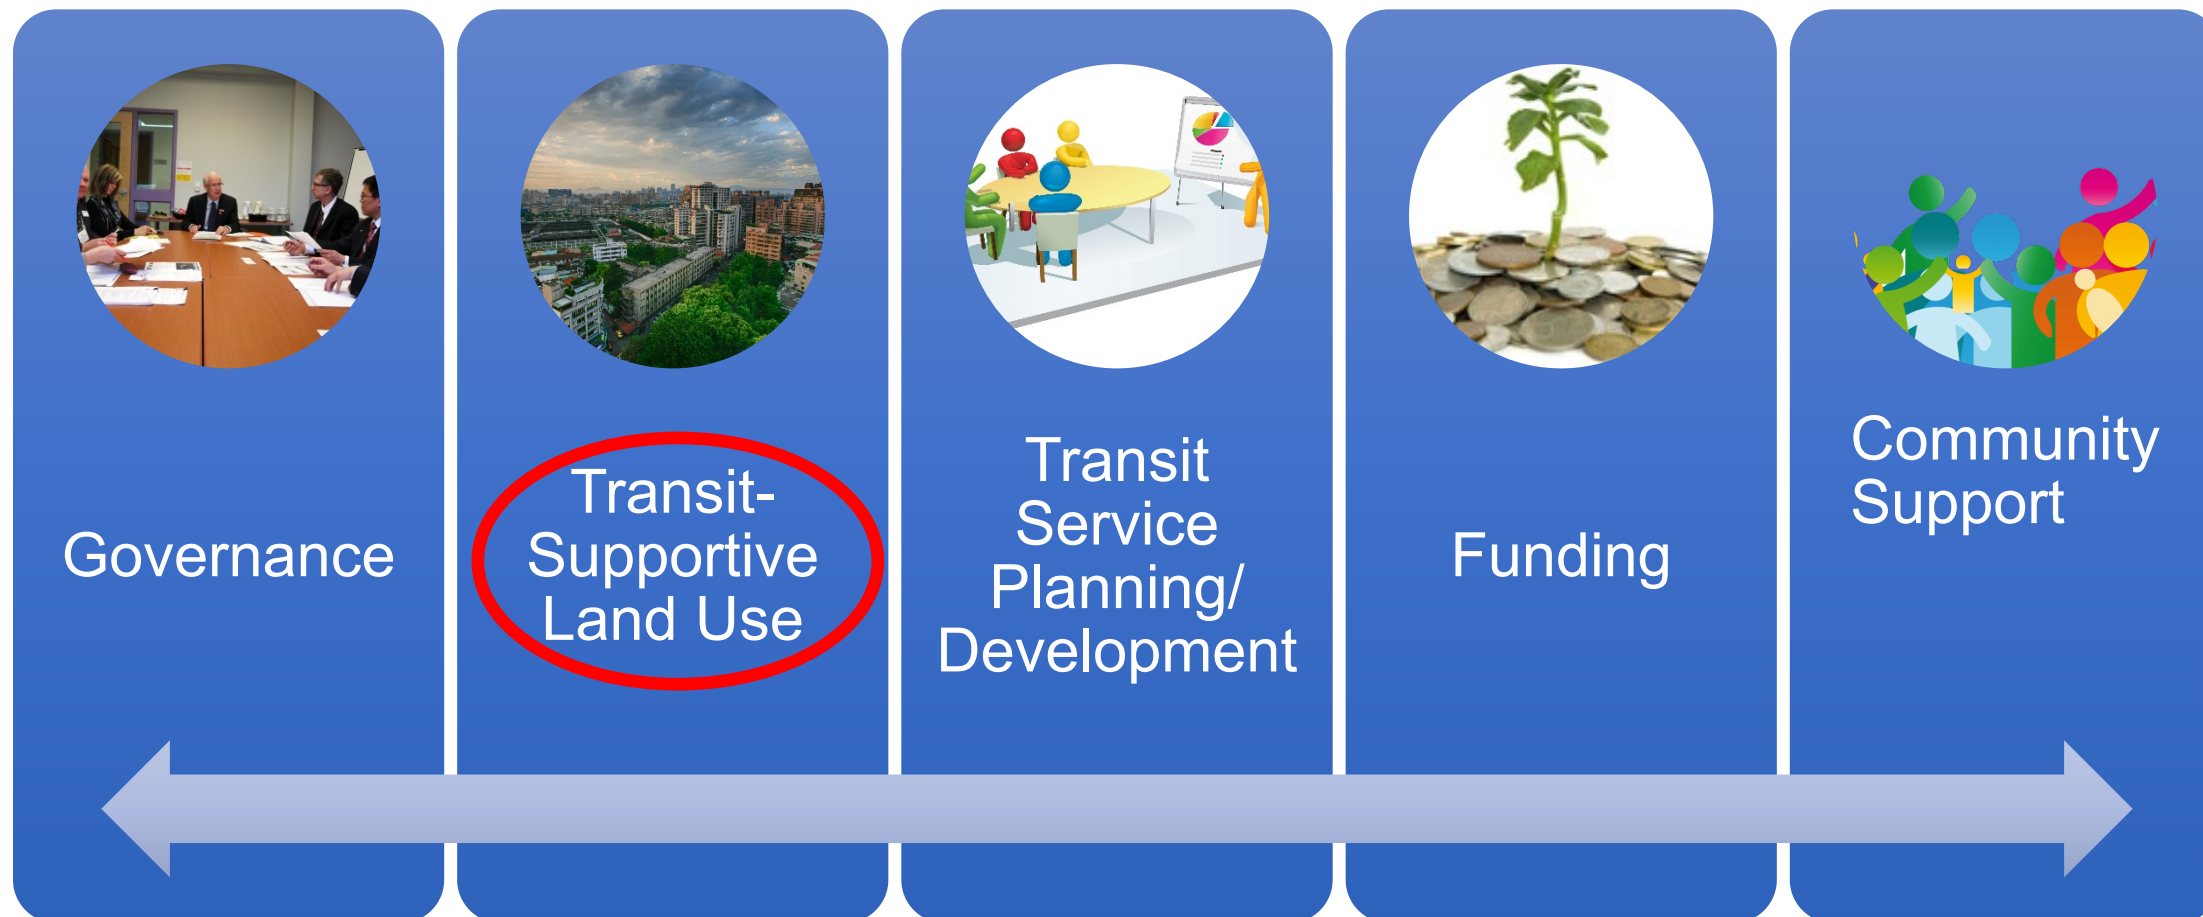 Governance
Transit-
Supportive
Land Use
Transit
Service
Planning/
Development
Funding
Community
Support